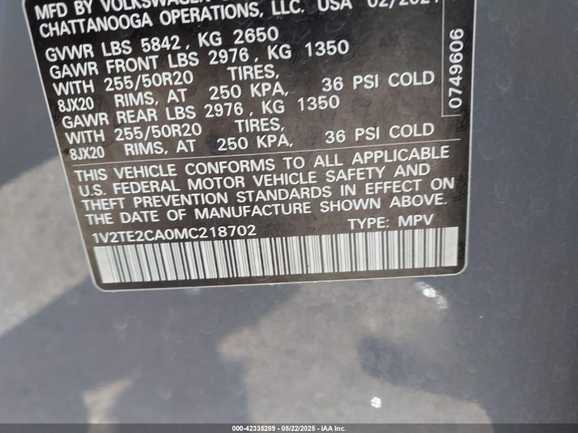 MFD BY VOLKSWAGEN
CHATTANOOGA OPERATIONS, LLC. USA 02/2021
GVWR LBS 5842, KG 2650
GAWR FRONT LBS 2976, KG 1350
WITH 255/50R20 TIRES,
8JX20 RIMS, AT 250 KPA, 36 PSI COLD
GAWR REAR LBS 2976, KG 1350
WITH 255/50R20 TIRES,
8JX20 RIMS, AT 250 KPA, 36 PSI COLD
0749606
THIS VEHICLE CONFORMS TO ALL APPLICABLE
U.S. FEDERAL MOTOR VEHICLE SAFETY AND
THEFT PREVENTION STANDARDS IN EFFECT ON
THE DATE OF MANUFACTURE SHOWN ABOVE.
1V2TE2CA0MC218702 TYPE: MPV
000-42335299 - 05/22/2025 - IAA Inc.